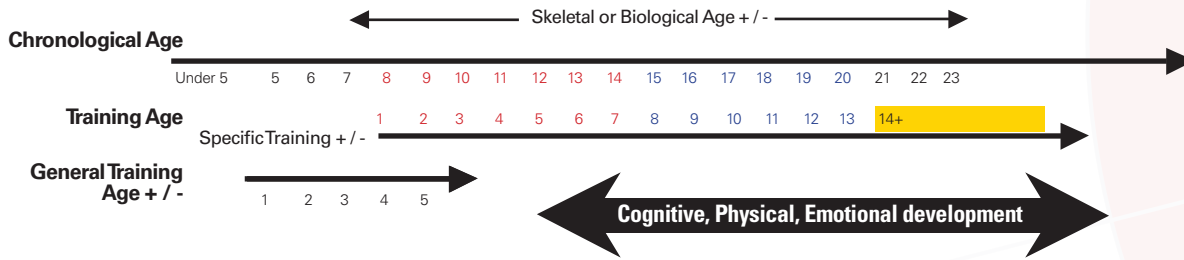 Skeletal or Biological Age + / -
Chronological Age
Under 5 5 6 7 8 9 10 11 12 13 14 15 16 17 18 19 20 21 22 23
Training Age 1 2 3 4 5 6 7 8 9 10 11 12 13 14+
Specific Training + / -
General Training
Age + / -
1 2 3 4 5
Cognitive, Physical, Emotional development